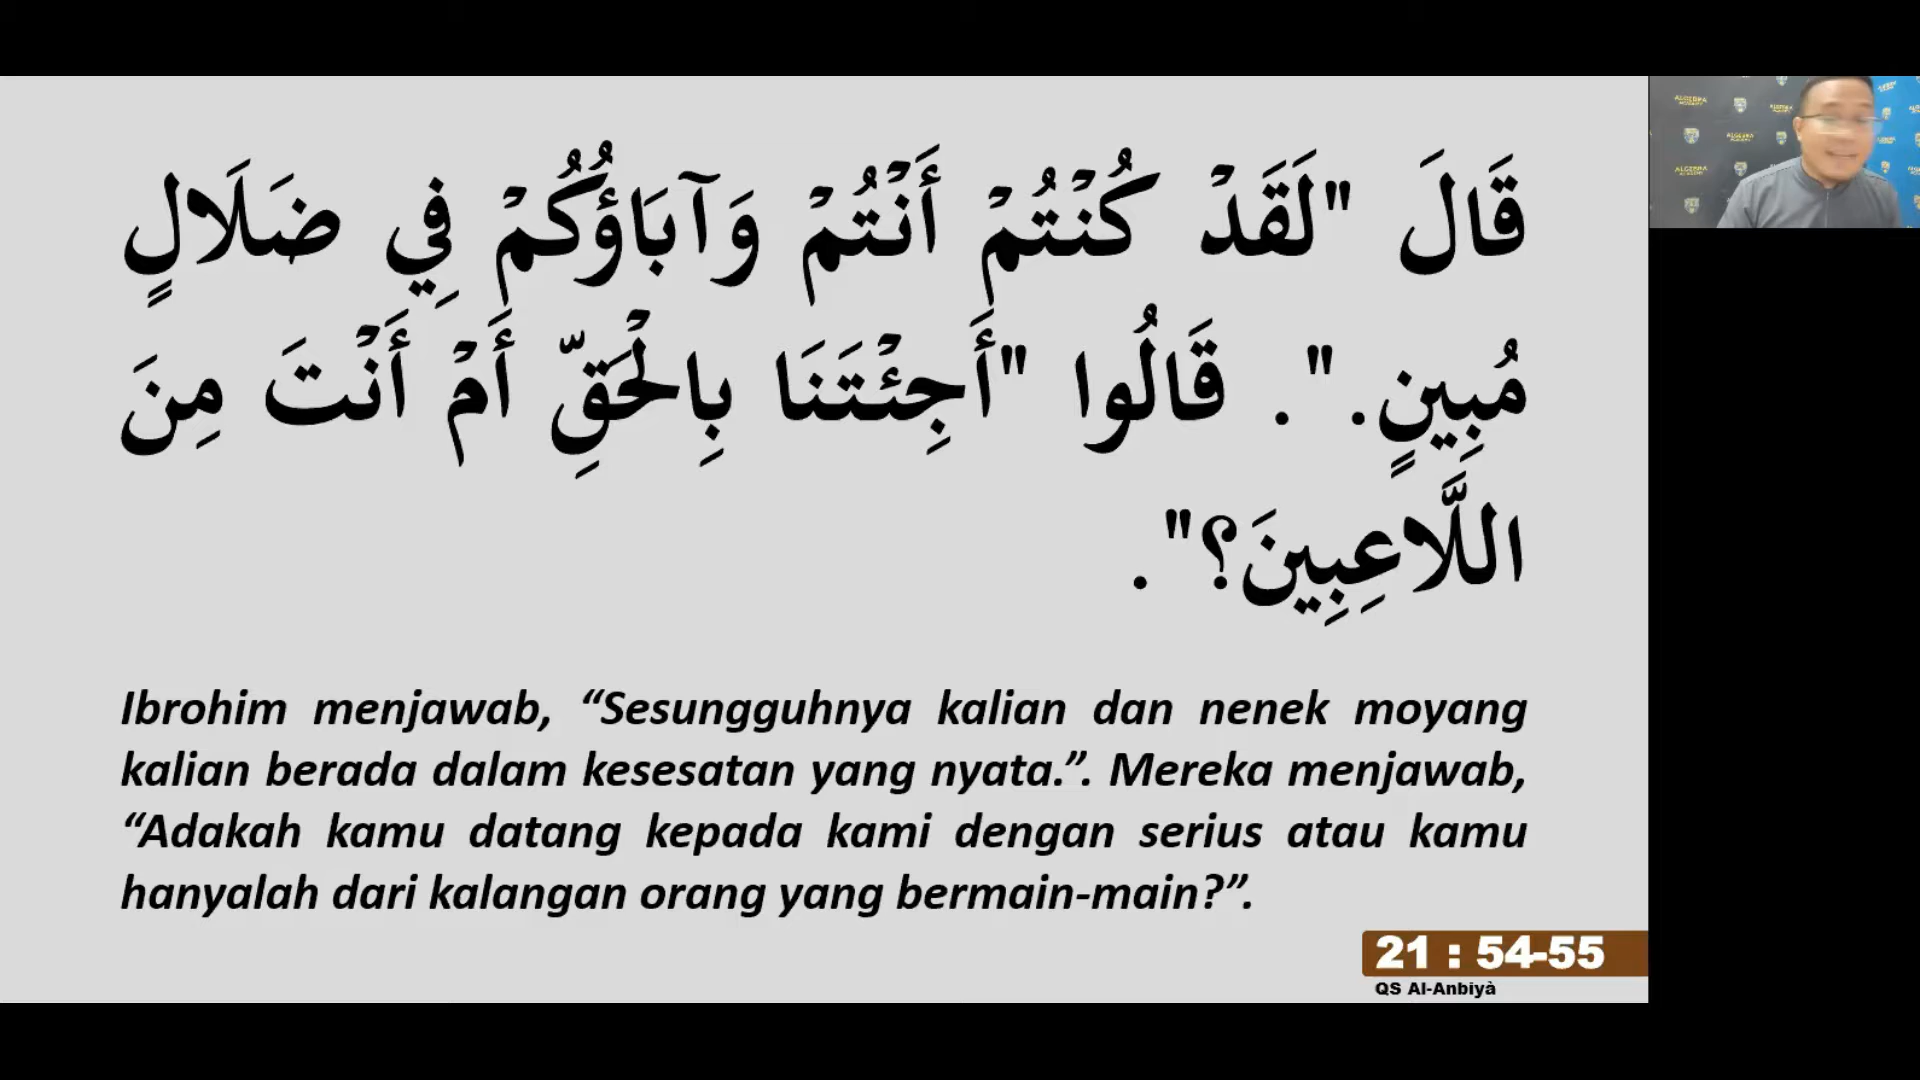 قَالَ "لَقَدْ كُنْتُمْ أَنْتُمْ وَآبَاؤُكُمْ فِي ضَلَالٍ
مُبِينٍ.". قَالُوا "أَجِئْتَنَا بِالْحَقِّ أَمْ أَنْتَ مِنَ
اللَّاعِبِينَ؟".
Ibrohim menjawab, “Sesungguhnya kalian dan nenek moyang
kalian berada dalam kesesatan yang nyata.”. Mereka menjawab,
“Adakah kamu datang kepada kami dengan serius atau kamu
hanyalah dari kalangan orang yang bermain-main?”.
21 : 54-55
QS Al-Anbiyà
ALGEBRA